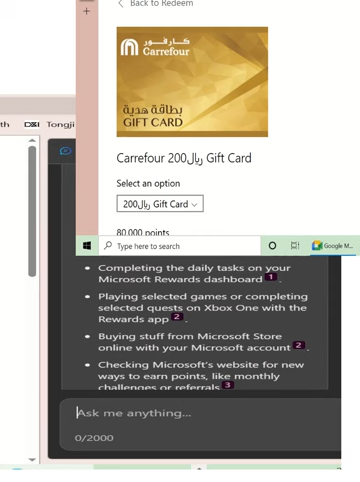 Back to Redeem
كارفور
Carrefour
بطاقة هدية
GIFT CARD
Carrefour 200ريال Gift Card
Select an option
200ريال Gift Card
80,000 points
th
Tongji
Type here to search
Google M...
Completing the daily tasks on your
Microsoft Rewards dashboard 1 .
Playing selected games or completing
selected quests on Xbox One with the
Rewards app 2 .
Buying stuff from Microsoft Store
online with your Microsoft account 2 .
Checking Microsoft's website for new
ways to earn points, like monthly
challenges or referrals 3
Ask me anything...
0/2000